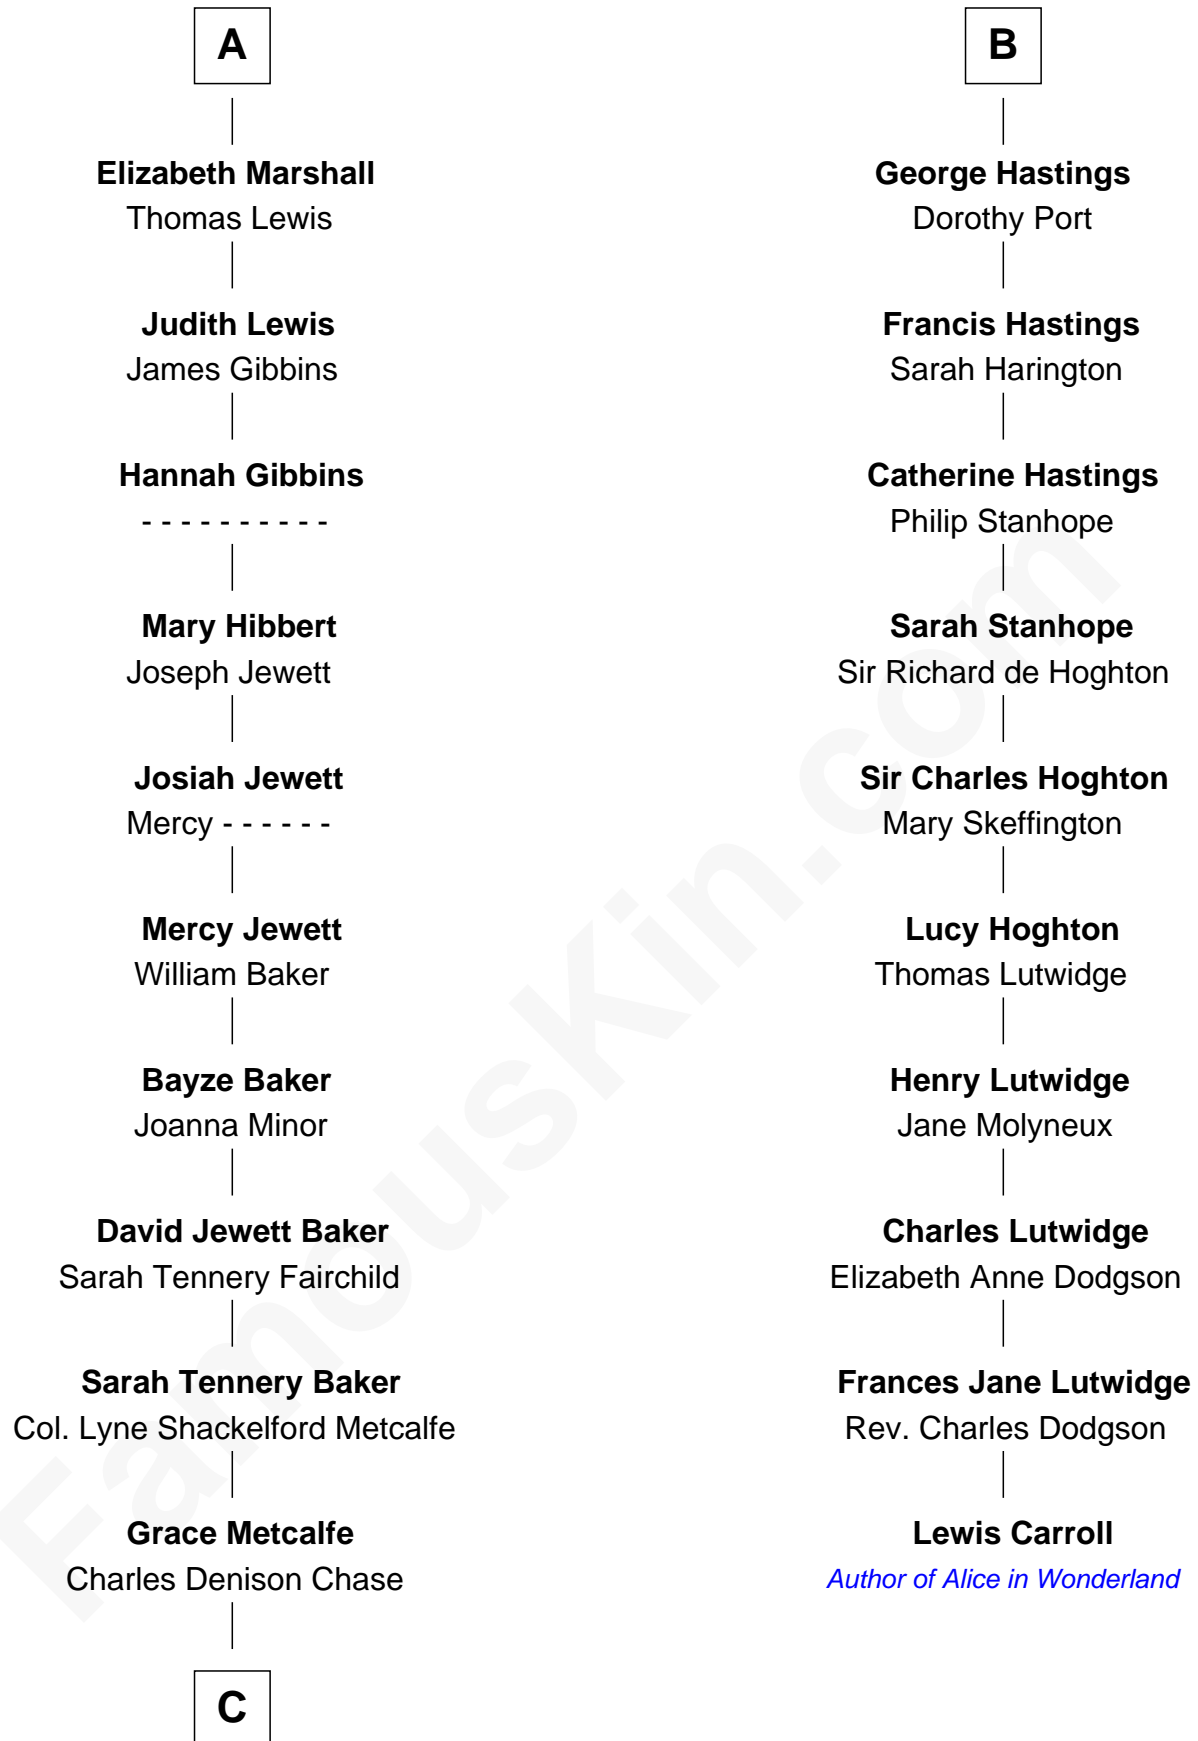 A
Elizabeth Marshall
Thomas Lewis
Judith Lewis
James Gibbins
Hannah Gibbins
- - - - - - - - - -
Mary Hibbert
Joseph Jewett
Josiah Jewett
Mercy - - - - - -
Mercy Jewett
William Baker
Bayze Baker
Joanna Minor
David Jewett Baker
Sarah Tennery Fairchild
Sarah Tennery Baker
Col. Lyne Shackelford Metcalfe
Grace Metcalfe
Charles Denison Chase
C
B
George Hastings
Dorothy Port
Francis Hastings
Sarah Harington
Catherine Hastings
Philip Stanhope
Sarah Stanhope
Sir Richard de Hoghton
Sir Charles Hoghton
Mary Skeffington
Lucy Hoghton
Thomas Lutwidge
Henry Lutwidge
Jane Molyneux
Charles Lutwidge
Elizabeth Anne Dodgson
Frances Jane Lutwidge
Rev. Charles Dodgson
Lewis Carroll
Author of Alice in Wonderland
FamousKin.com